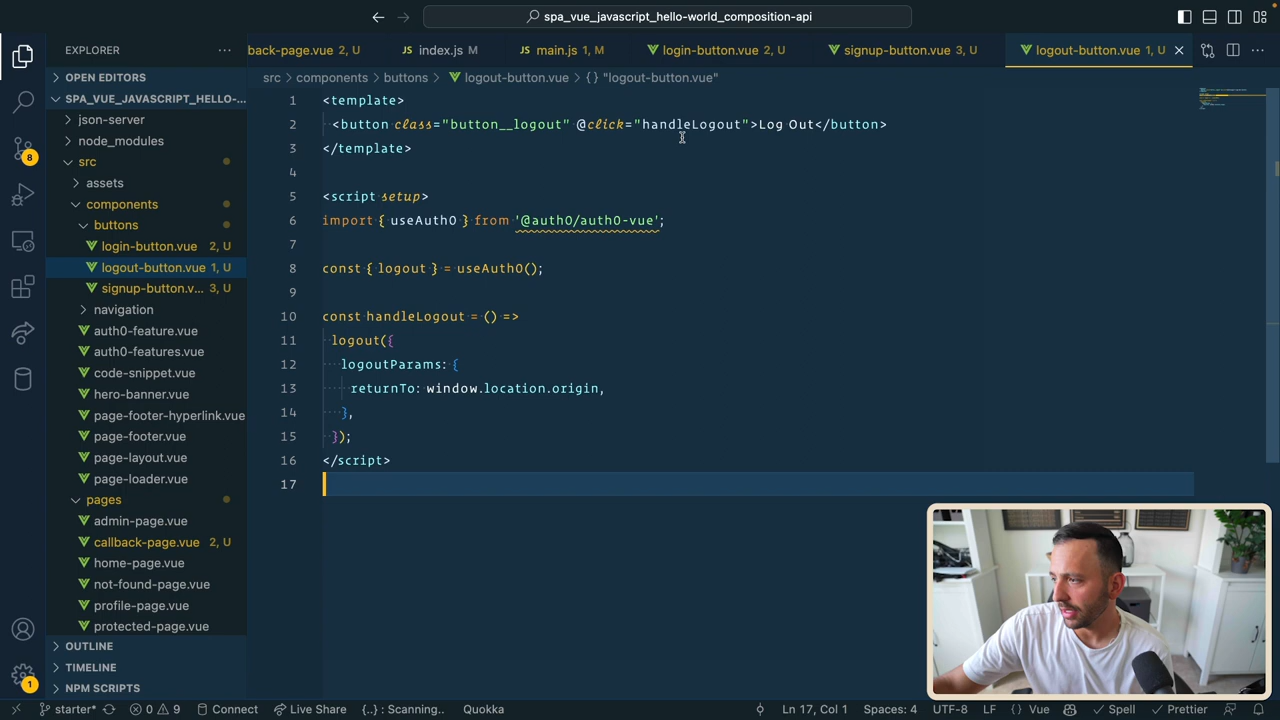 spa_vue_javascript_hello-world_composition-api
EXPLORER
back-page.vue 2, U
JS index.js M
JS main.js 1, M
login-button.vue 2, U
signup-button.vue 3, U
logout-button.vue 1, U
src > components > buttons > logout-button.vue > {} "logout-button.vue"
OPEN EDITORS
SPA_VUE_JAVASCRIPT_HELLO-...
json-server
node_modules
src
assets
components
buttons
login-button.vue 2, U
logout-button.vue 1, U
signup-button.v... 3, U
navigation
auth0-feature.vue
auth0-features.vue
code-snippet.vue
hero-banner.vue
page-footer-hyperlink.vue
page-footer.vue
page-layout.vue
page-loader.vue
pages
admin-page.vue
callback-page.vue 2, U
home-page.vue
not-found-page.vue
profile-page.vue
protected-page.vue
OUTLINE
TIMELINE
NPM SCRIPTS
8
1
1 <template>
2 <button class="button__logout" @click="handleLogout">Log Out</button>
3 </template>
4
5 <script setup>
6 import { useAuth0 } from '@auth0/auth0-vue';
7
8 const { logout } = useAuth0();
9
10 const handleLogout = () =>
11 logout({
12 logoutParams: {
13 returnTo: window.location.origin,
14 },
15 });
16 </script>
17
starter* 0 9 Connect Live Share {..} : Scanning.. Quokka Ln 17, Col 1 Spaces: 4 UTF-8 LF {} Vue Spell Prettier